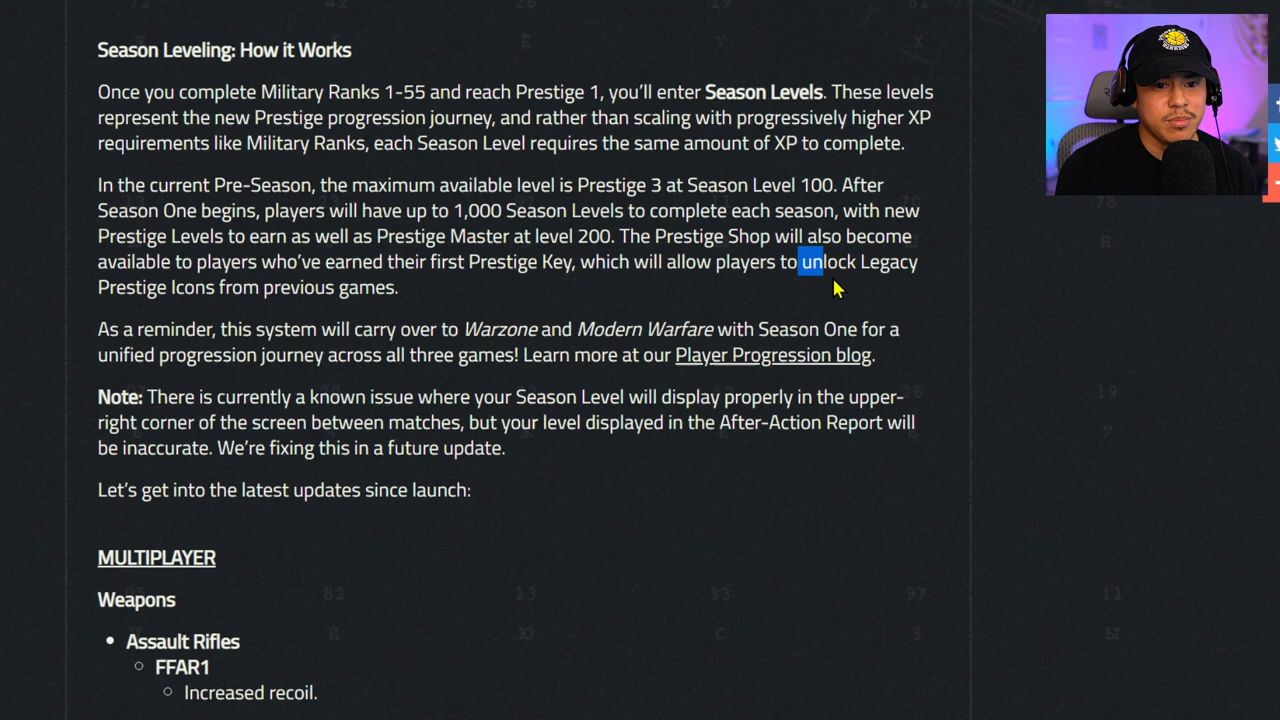 Season Leveling: How it Works
Once you complete Military Ranks 1-55 and reach Prestige 1, you’ll enter Season Levels. These levels
represent the new Prestige progression journey, and rather than scaling with progressively higher XP
requirements like Military Ranks, each Season Level requires the same amount of XP to complete.
In the current Pre-Season, the maximum available level is Prestige 3 at Season Level 100. After
Season One begins, players will have up to 1,000 Season Levels to complete each season, with new
Prestige Levels to earn as well as Prestige Master at level 200. The Prestige Shop will also become
available to players who’ve earned their first Prestige Key, which will allow players to unlock Legacy
Prestige Icons from previous games.
As a reminder, this system will carry over to Warzone and Modern Warfare with Season One for a
unified progression journey across all three games! Learn more at our Player Progression blog.
Note: There is currently a known issue where your Season Level will display properly in the upper-
right corner of the screen between matches, but your level displayed in the After-Action Report will
be inaccurate. We’re fixing this in a future update.
Let’s get into the latest updates since launch:
MULTIPLAYER
Weapons
Assault Rifles
FFAR1
Increased recoil.